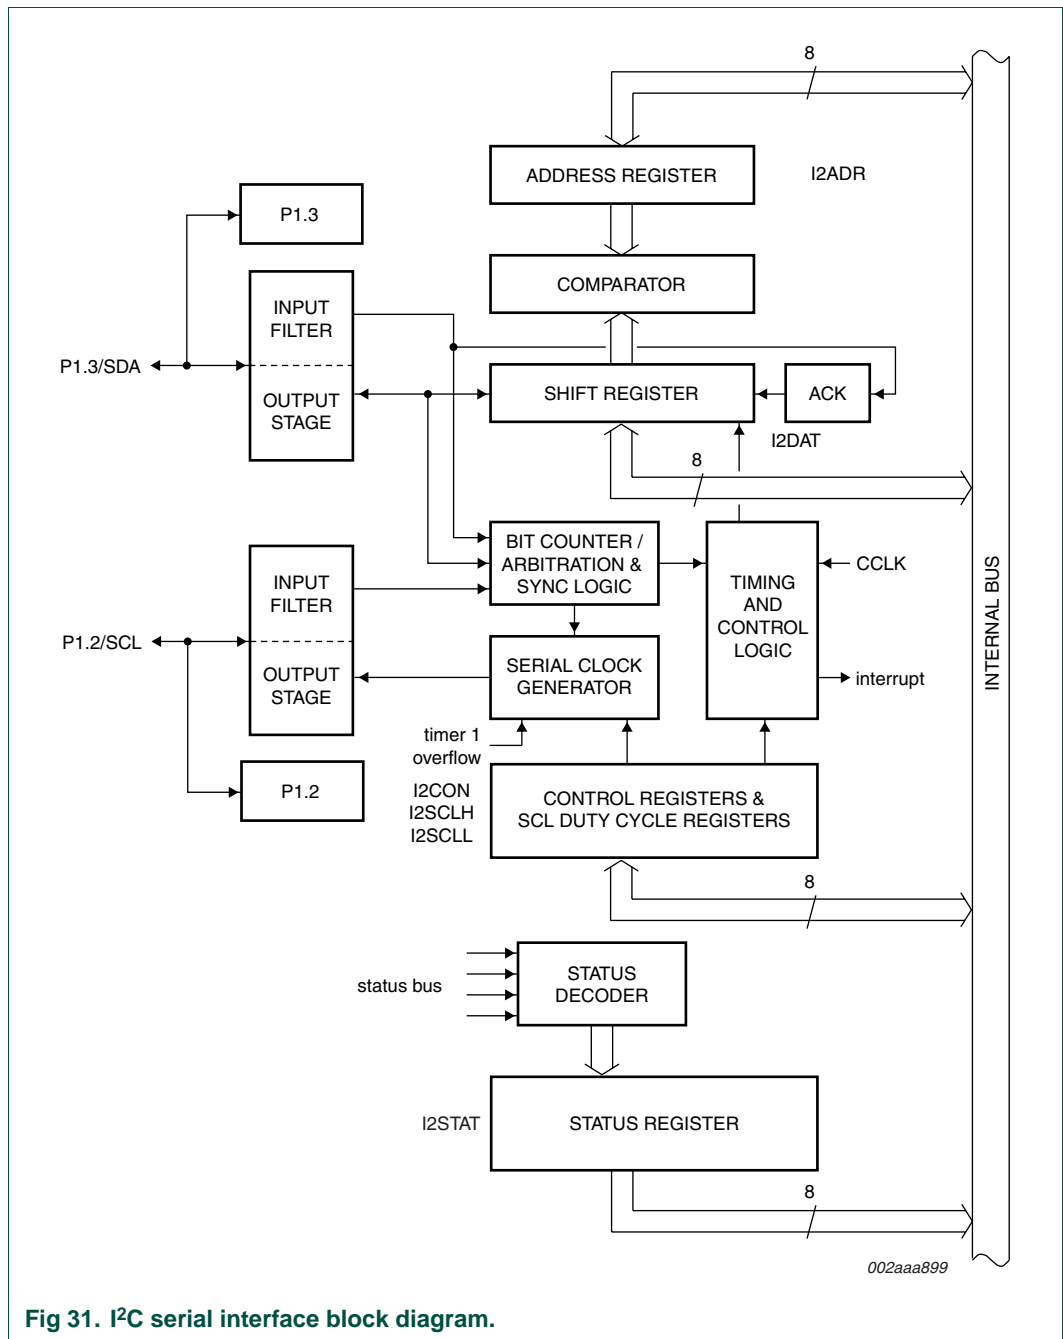 8
ADDRESS REGISTER
I2ADR
P1.3
COMPARATOR
INPUT
FILTER
P1.3/SDA
OUTPUT
STAGE
SHIFT REGISTER
ACK
I2DAT
8
BIT COUNTER /
ARBITRATION &
SYNC LOGIC
INPUT
FILTER
TIMING
AND
CONTROL
LOGIC
CCLK
INTERNAL BUS
P1.2/SCL
OUTPUT
STAGE
SERIAL CLOCK
GENERATOR
interrupt
timer 1
overflow
P1.2
I2CON
I2SCLH
I2SCLL
CONTROL REGISTERS &
SCL DUTY CYCLE REGISTERS
8
status bus
STATUS
DECODER
I2STAT
STATUS REGISTER
8
002aaa899
Fig 31. I²C serial interface block diagram.